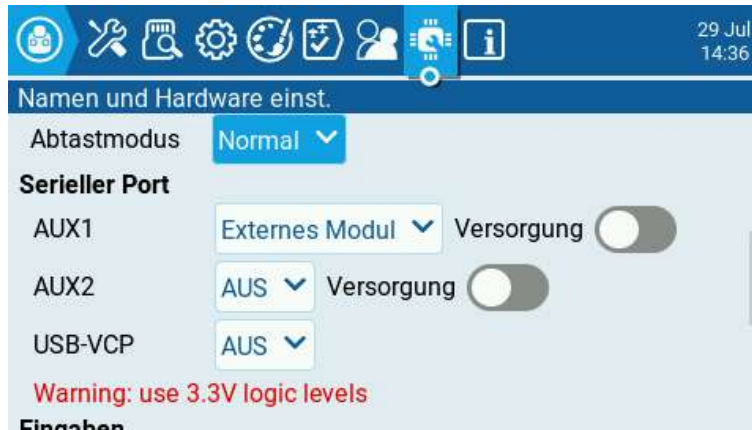 29 Jul
14:36
Namen und Hardware einst.
Abtastmodus Normal
Serieller Port
AUX1 Externes Modul Versorgung
AUX2 AUS Versorgung
USB-VCP AUS
Warning: use 3.3V logic levels
Eingaben